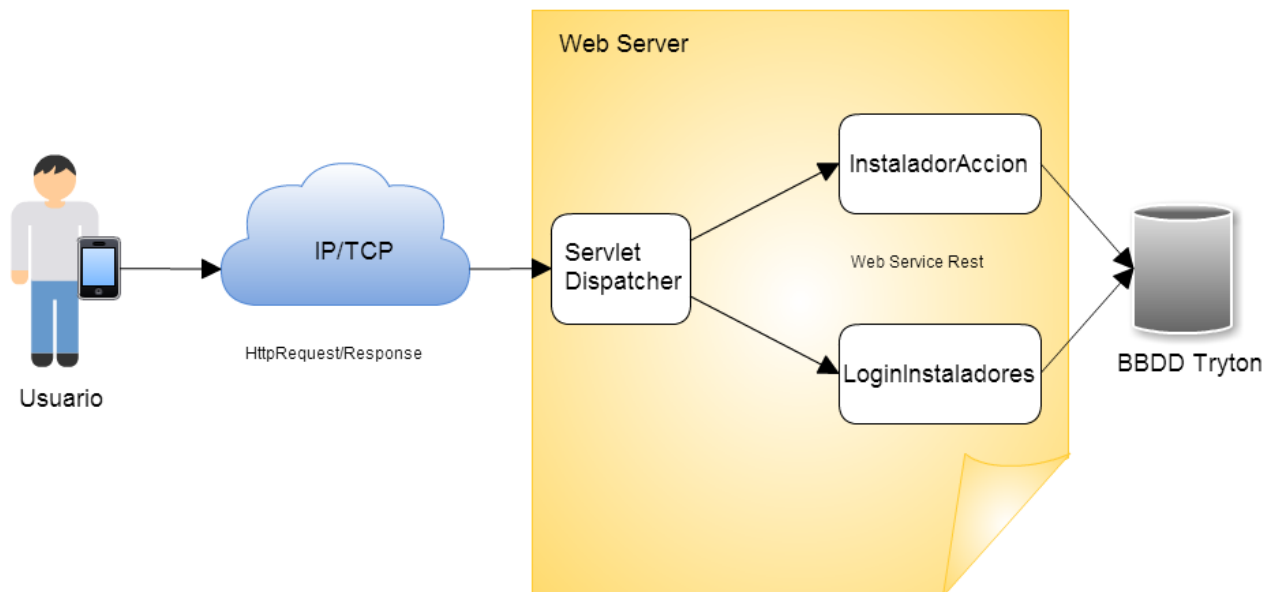 Web Server
InstaladorAccion
IP/TCP
Servlet
Dispatcher
Web Service Rest
HttpRequest/Response
LoginInstaladores
BBDD Tryton
Usuario